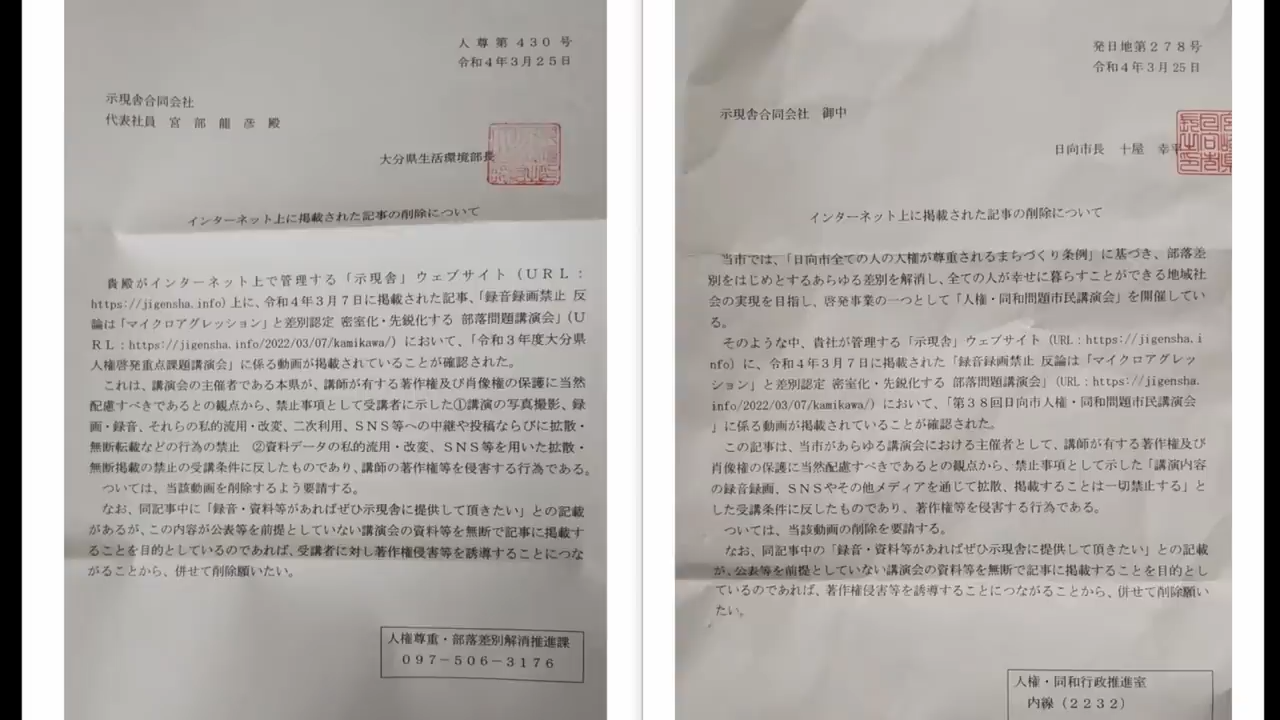 人尊第430号
令和4年3月25日
示現舎合同会社
代表社員 宮部 龍彦 殿
大分県生活環境部長
インターネット上に掲載された記事の削除について
貴殿がインターネット上で管理する「示現舎」ウェブサイト(URL:
https://jigensha.info)上に、令和4年3月7日に掲載された記事、「録音録画禁止 反
論は「マイクロアグレッション」と差別認定 密室化・先鋭化する 部落問題講演会」(U
RL:https://jigensha.info/2022/03/07/kamikawa/)において、「令和3年度大分県
人権啓発重点課題講演会」に係る動画が掲載されていることが確認された。
これは、講演会の主催者である本県が、講師が有する著作権及び肖像権の保護に当然
配慮すべきであるとの観点から、禁止事項として受講者に示した①講演の写真撮影、録
画・録音、それらの私的流用・改変、二次利用、SNS等への中継や投稿ならびに拡散・
無断転載などの行為の禁止 ②資料データの私的流用・改変、SNS等を用いた拡散・
無断掲載の禁止の受講条件に反したものであり、講師の著作権等を侵害する行為である。
ついては、当該動画を削除するよう要請する。
なお、同記事中に「録音・資料等があればぜひ示現舎に提供して頂きたい」との記載
があるが、この内容が公表等を前提としていない講演会の資料等を無断で記事に掲載す
ることを目的としているのであれば、受講者に対し著作権侵害等を誘導することにつな
がることから、併せて削除願いたい。
人権尊重・部落差別解消推進課
097-506-3176
発日地第278号
令和4年3月25日
示現舎合同会社 御中
日向市長 十屋 幸平
インターネット上に掲載された記事の削除について
当市では、「日向市全ての人の人権が尊重されるまちづくり条例」に基づき、部落差
別をはじめとするあらゆる差別を解消し、全ての人が幸せに暮らすことができる地域社
会の実現を目指し、啓発事業の一つとして「人権・同和問題市民講演会」を開催してい
る。
そのような中、貴社が管理する「示現舎」ウェブサイト(URL:https://jigensha.i
nfo)に、令和4年3月7日に掲載された「録音録画禁止 反論は「マイクロアグレッ
ション」と差別認定 密室化・先鋭化する 部落問題講演会」(URL:https://jigensha.
info/2022/03/07/kamikawa/)において、「第38回日向市人権・同和問題市民講演会
」に係る動画が掲載されていることが確認された。
この記事は、当市があらゆる講演会における主催者として、講師が有する著作権及び
肖像権の保護に当然配慮すべきであるとの観点から、禁止事項として示した「講演内容
の録音録画、SNSやその他メディアを通じて拡散、掲載することは一切禁止する」と
した受講条件に反したものであり、著作権等を侵害する行為である。
ついては、当該動画の削除を要請する。
なお、同記事中の「録音・資料等があればぜひ示現舎に提供して頂きたい」との記載
が、公表等を前提としていない講演会の資料等を無断で記事に掲載することを目的とし
ているのであれば、著作権侵害等を誘導することにつながることから、併せて削除願い
たい。
人権・同和行政推進室
内線(2232)